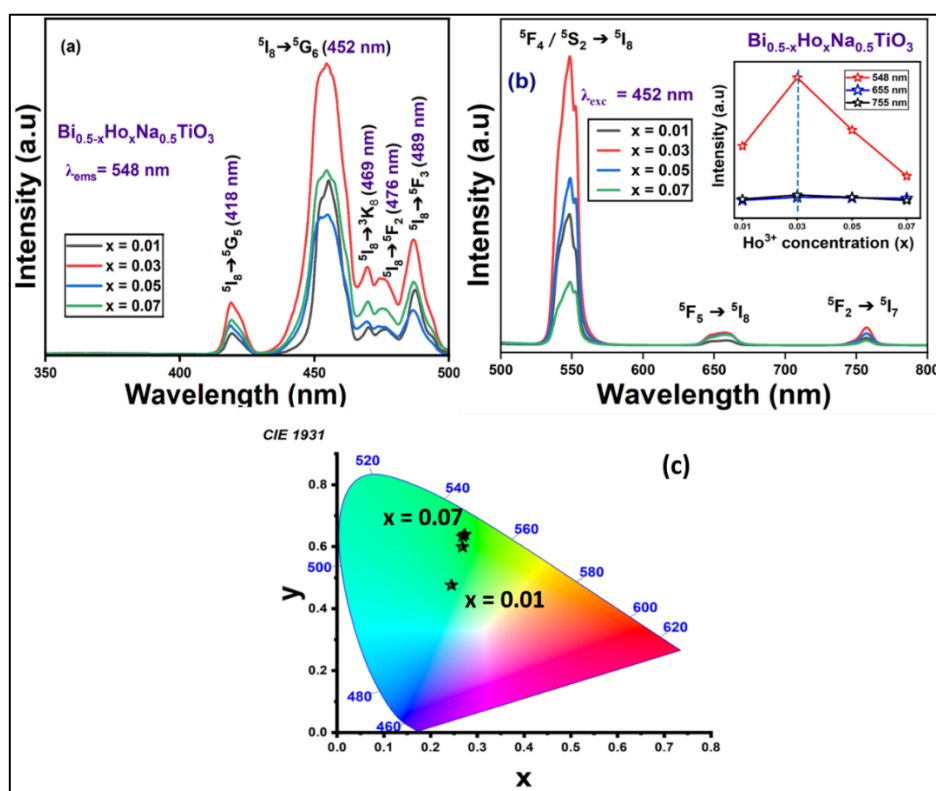 (a)
⁵I₈→⁵G₆ (452 nm)
Bi₀.₅₋ₓHoₓNa₀.₅TiO₃
λₑₘₛ= 548 nm
x = 0.01
x = 0.03
x = 0.05
x = 0.07
⁵I₈→⁵G₅ (418 nm)
⁵I₈→³K₈ (469 nm)
⁵I₈→⁵F₂ (476 nm)
⁵I₈→⁵F₃ (489 nm)
Intensity (a.u)
350 400 450 500
Wavelength (nm)
⁵F₄ / ⁵S₂ → ⁵I₈
Bi₀.₅₋ₓHoₓNa₀.₅TiO₃
(b)
λₑₓ꜀ = 452 nm
x = 0.01
x = 0.03
x = 0.05
x = 0.07
548 nm
655 nm
755 nm
Intensity (a.u)
0.01 0.03 0.05 0.07
Ho³⁺ concentration (x)
⁵F₅ → ⁵I₈
⁵F₂ → ⁵I₇
Intensity (a.u)
500 550 600 650 700 750 800
Wavelength (nm)
CIE 1931
(c)
520
540
x = 0.07
560
500
580
x = 0.01
600
620
480
460
0.8
0.6
0.4
0.2
0.0
y
0.0 0.1 0.2 0.3 0.4 0.5 0.6 0.7 0.8
x